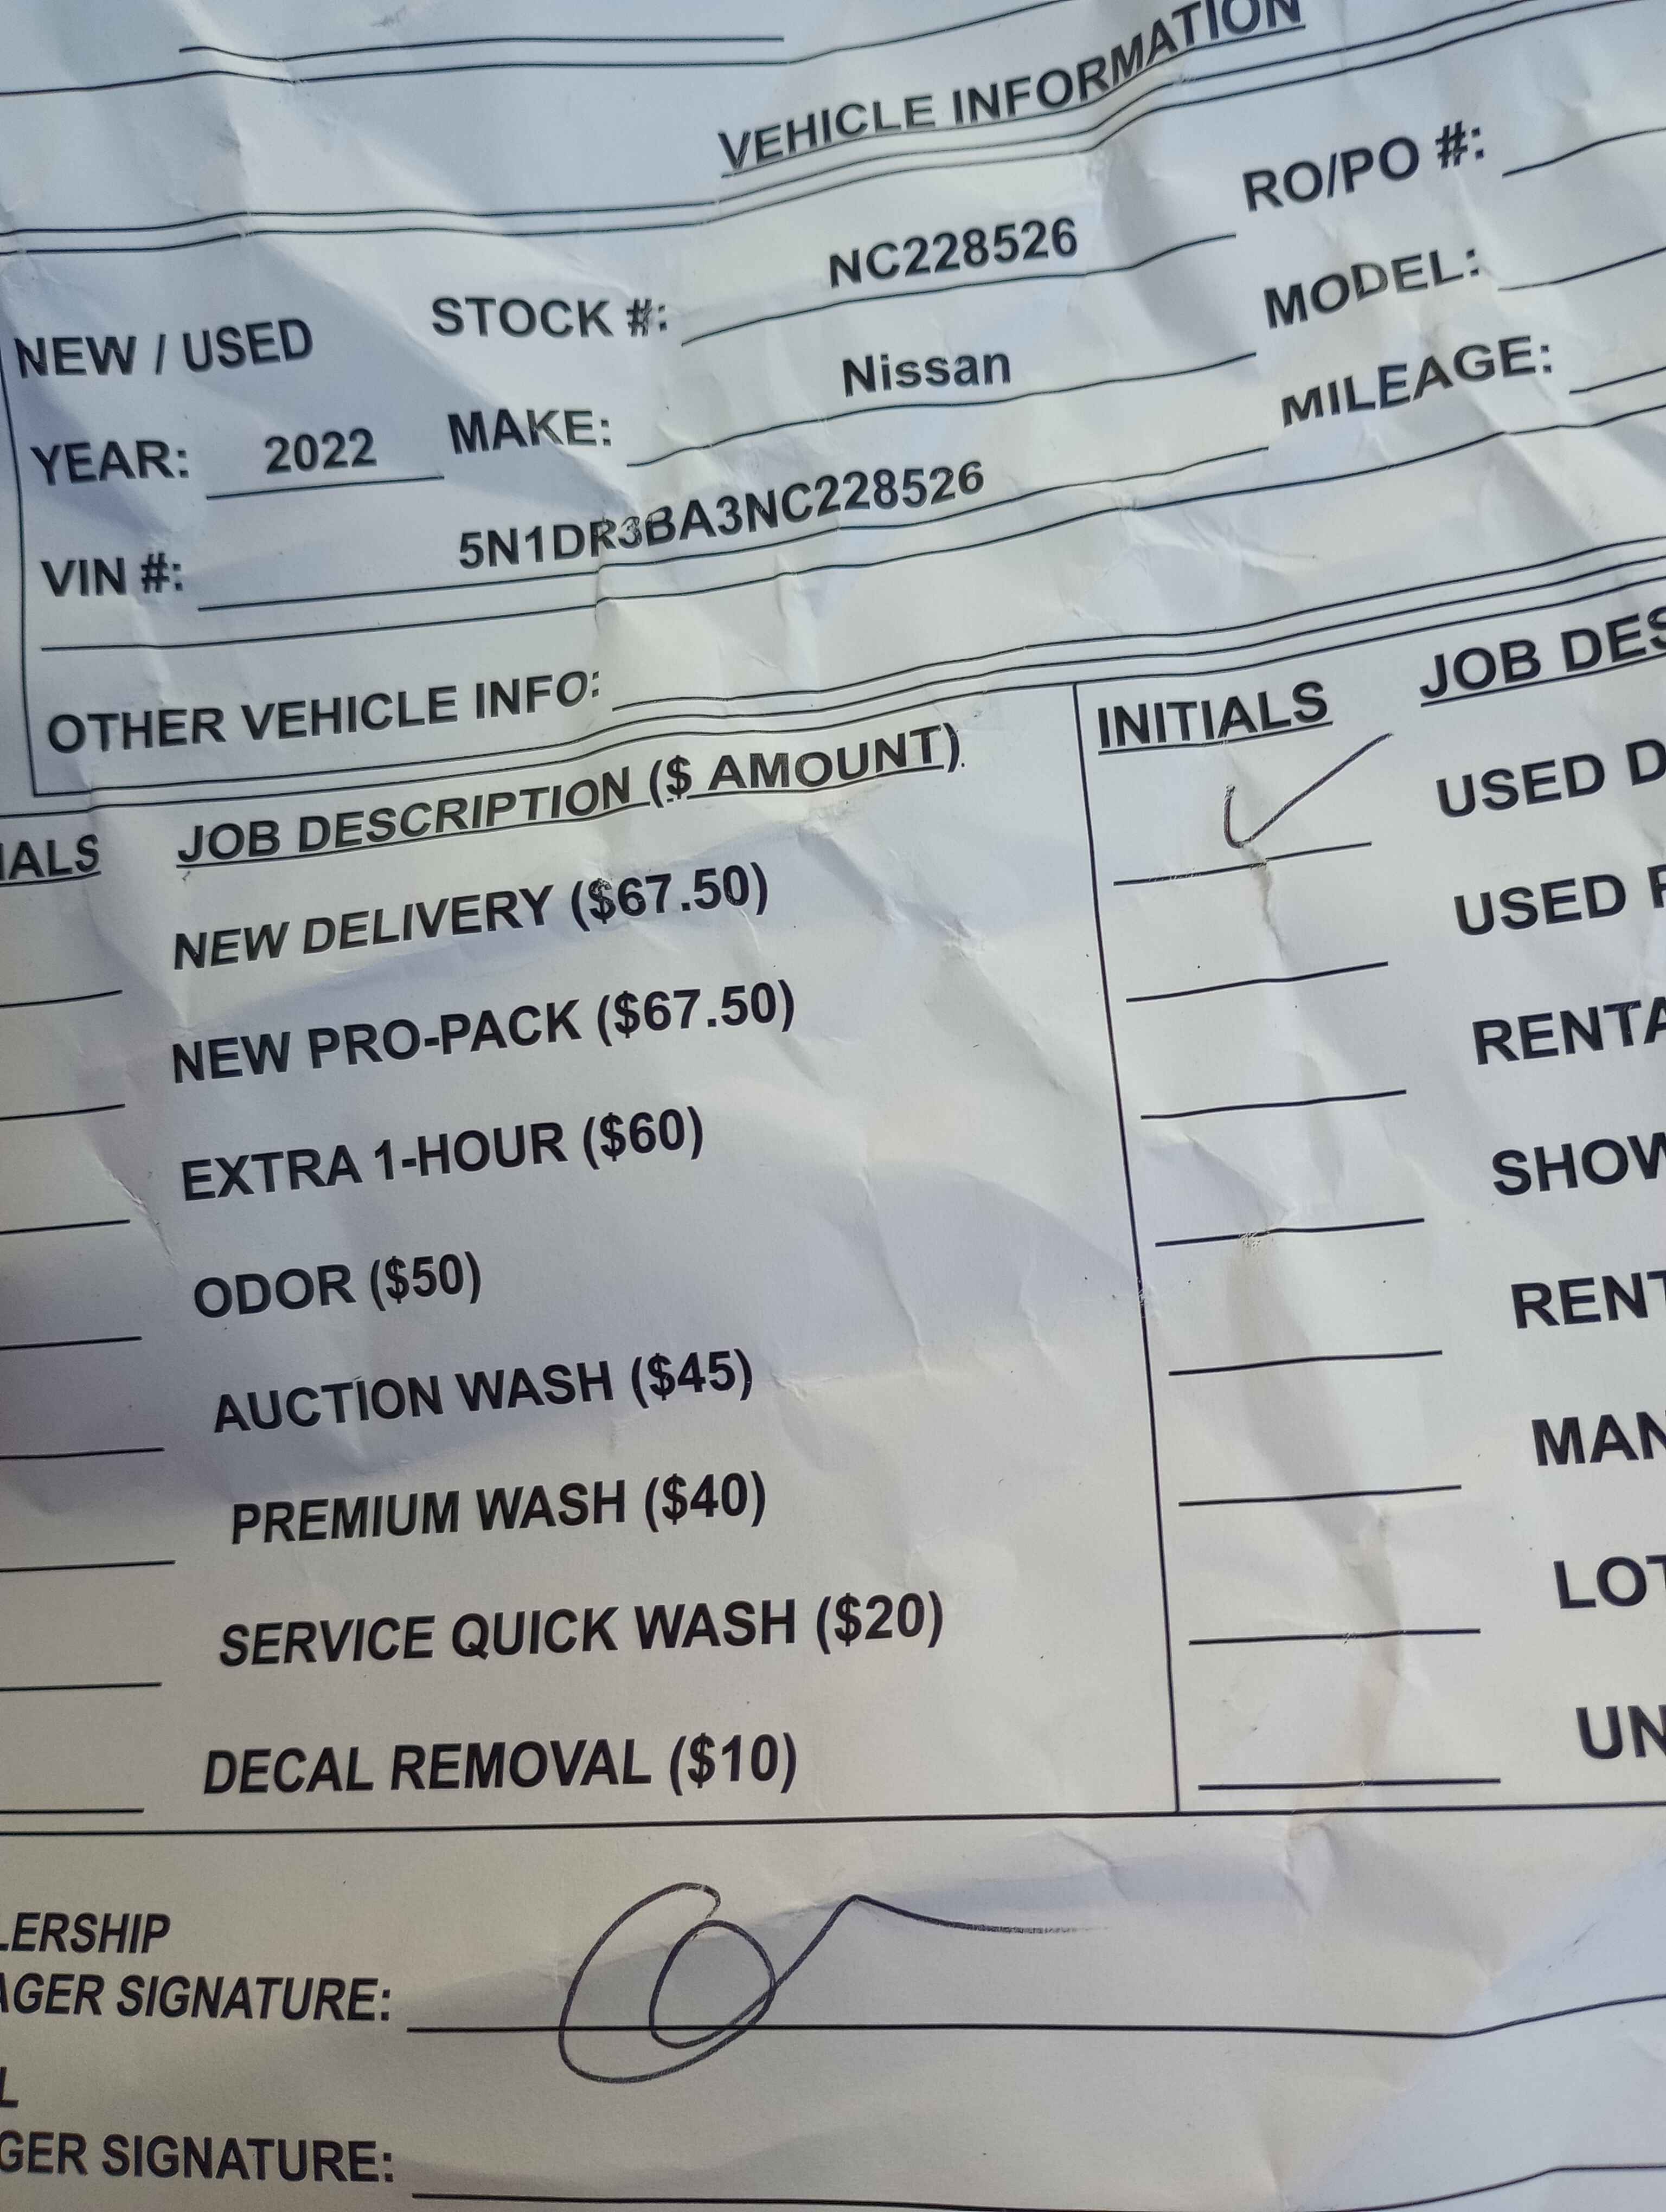 VEHICLE INFORMATION
NEW / USED STOCK #: NC228526 RO/PO #:
YEAR: 2022 MAKE: Nissan MODEL:
VIN #: 5N1DR3BA3NC228526 MILEAGE:
OTHER VEHICLE INFO:
IALS JOB DESCRIPTION ($ AMOUNT) INITIALS JOB DES
NEW DELIVERY ($67.50) USED D
NEW PRO-PACK ($67.50) USED
EXTRA 1-HOUR ($60) RENTA
ODOR ($50) SHOW
AUCTION WASH ($45) RENT
PREMIUM WASH ($40) MAN
SERVICE QUICK WASH ($20) LOT
DECAL REMOVAL ($10) UN
LERSHIP
AGER SIGNATURE:
L
GER SIGNATURE: